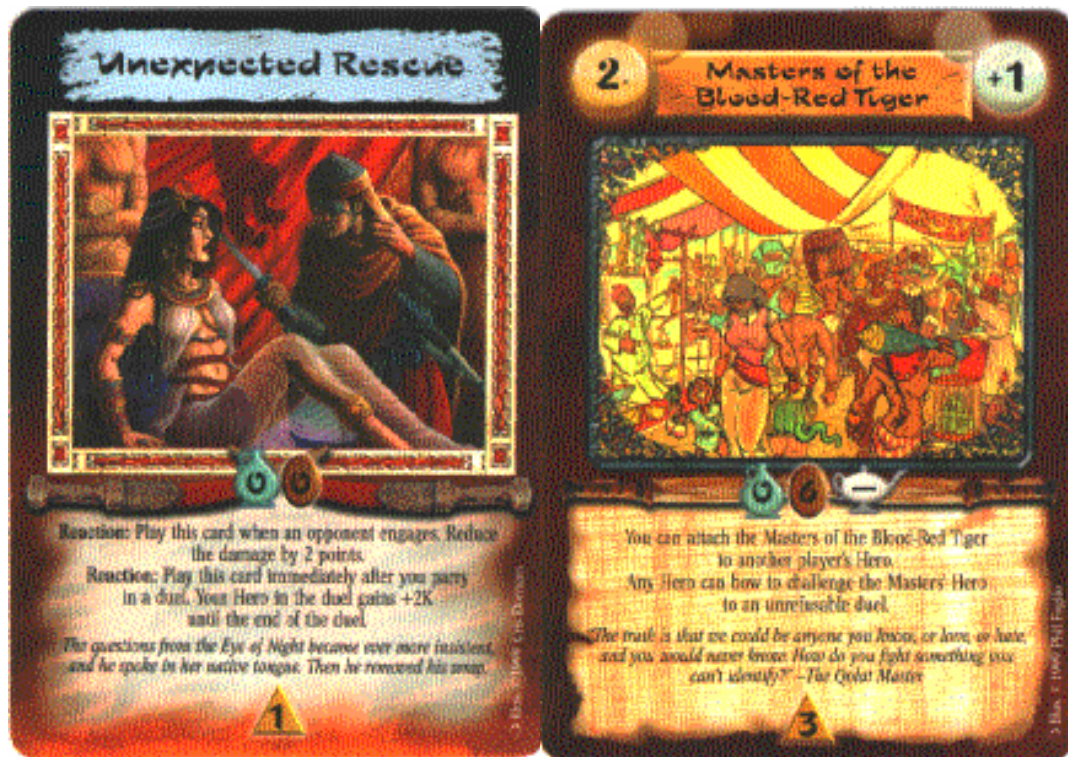 Unexpected Rescue
0 0
Reaction: Play this card when an opponent engages. Reduce
the damage by 2 points.
Reaction: Play this card immediately after you parry
in a duel. Your Hero in the duel gains +2K
until the end of the duel.
The questions from the Eye of Night became ever more insistent,
and he spoke in her native tongue. Then he removed his wrap.
1
2
Masters of the
Blood-Red Tiger
+1
0 6 –
You can attach the Masters of the Blood-Red Tiger
to another player's Hero.
Any Hero can bow to challenge the Masters' Hero
to an unrefusable duel.
"The truth is that we could be anyone you know, or love, or hate,
and you would never know. How do you fight something you
can't identify?" –The Qolat Master
3